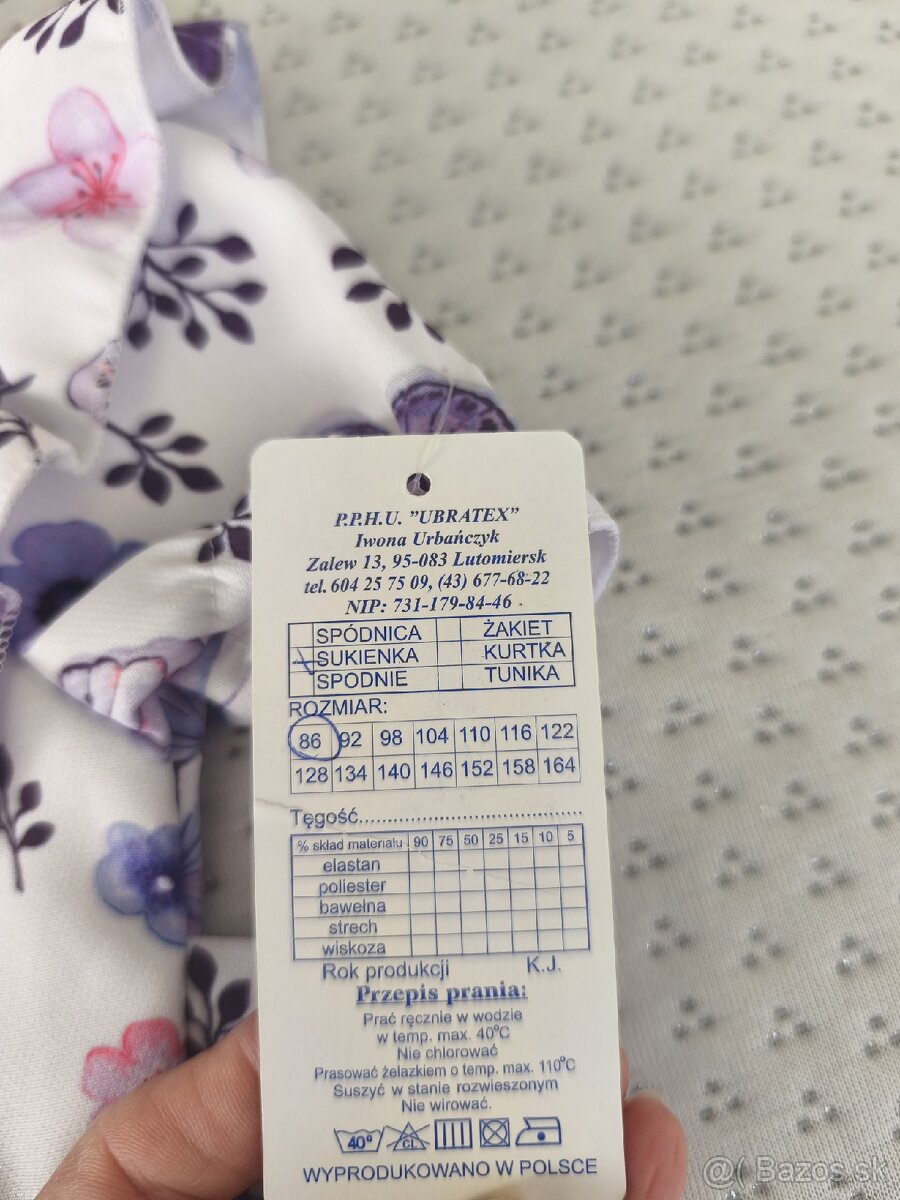 P.P.H.U. "UBRATEX"
Iwona Urbańczyk
Zalew 13, 95-083 Lutomiersk
tel. 604 25 75 09, (43) 677-68-22
NIP: 731-179-84-46
SPÓDNICA ŻAKIET
SUKIENKA KURTKA
SPODNIE TUNIKA
ROZMIAR:
86 92 98 104 110 116 122
128 134 140 146 152 158 164
Tęgość........................................
% skład materiału 90 75 50 25 15 10 5
elastan
poliester
bawełna
strech
wiskoza
Rok produkcji K.J.
Przepis prania:
Prać ręcznie w wodzie
w temp. max. 40°C
Nie chlorować
Prasować żelazkiem o temp. max. 110°C
Suszyć w stanie rozwieszonym
Nie wirować.
40° CL
WYPRODUKOWANO W POLSCE
@( Bazos.sk